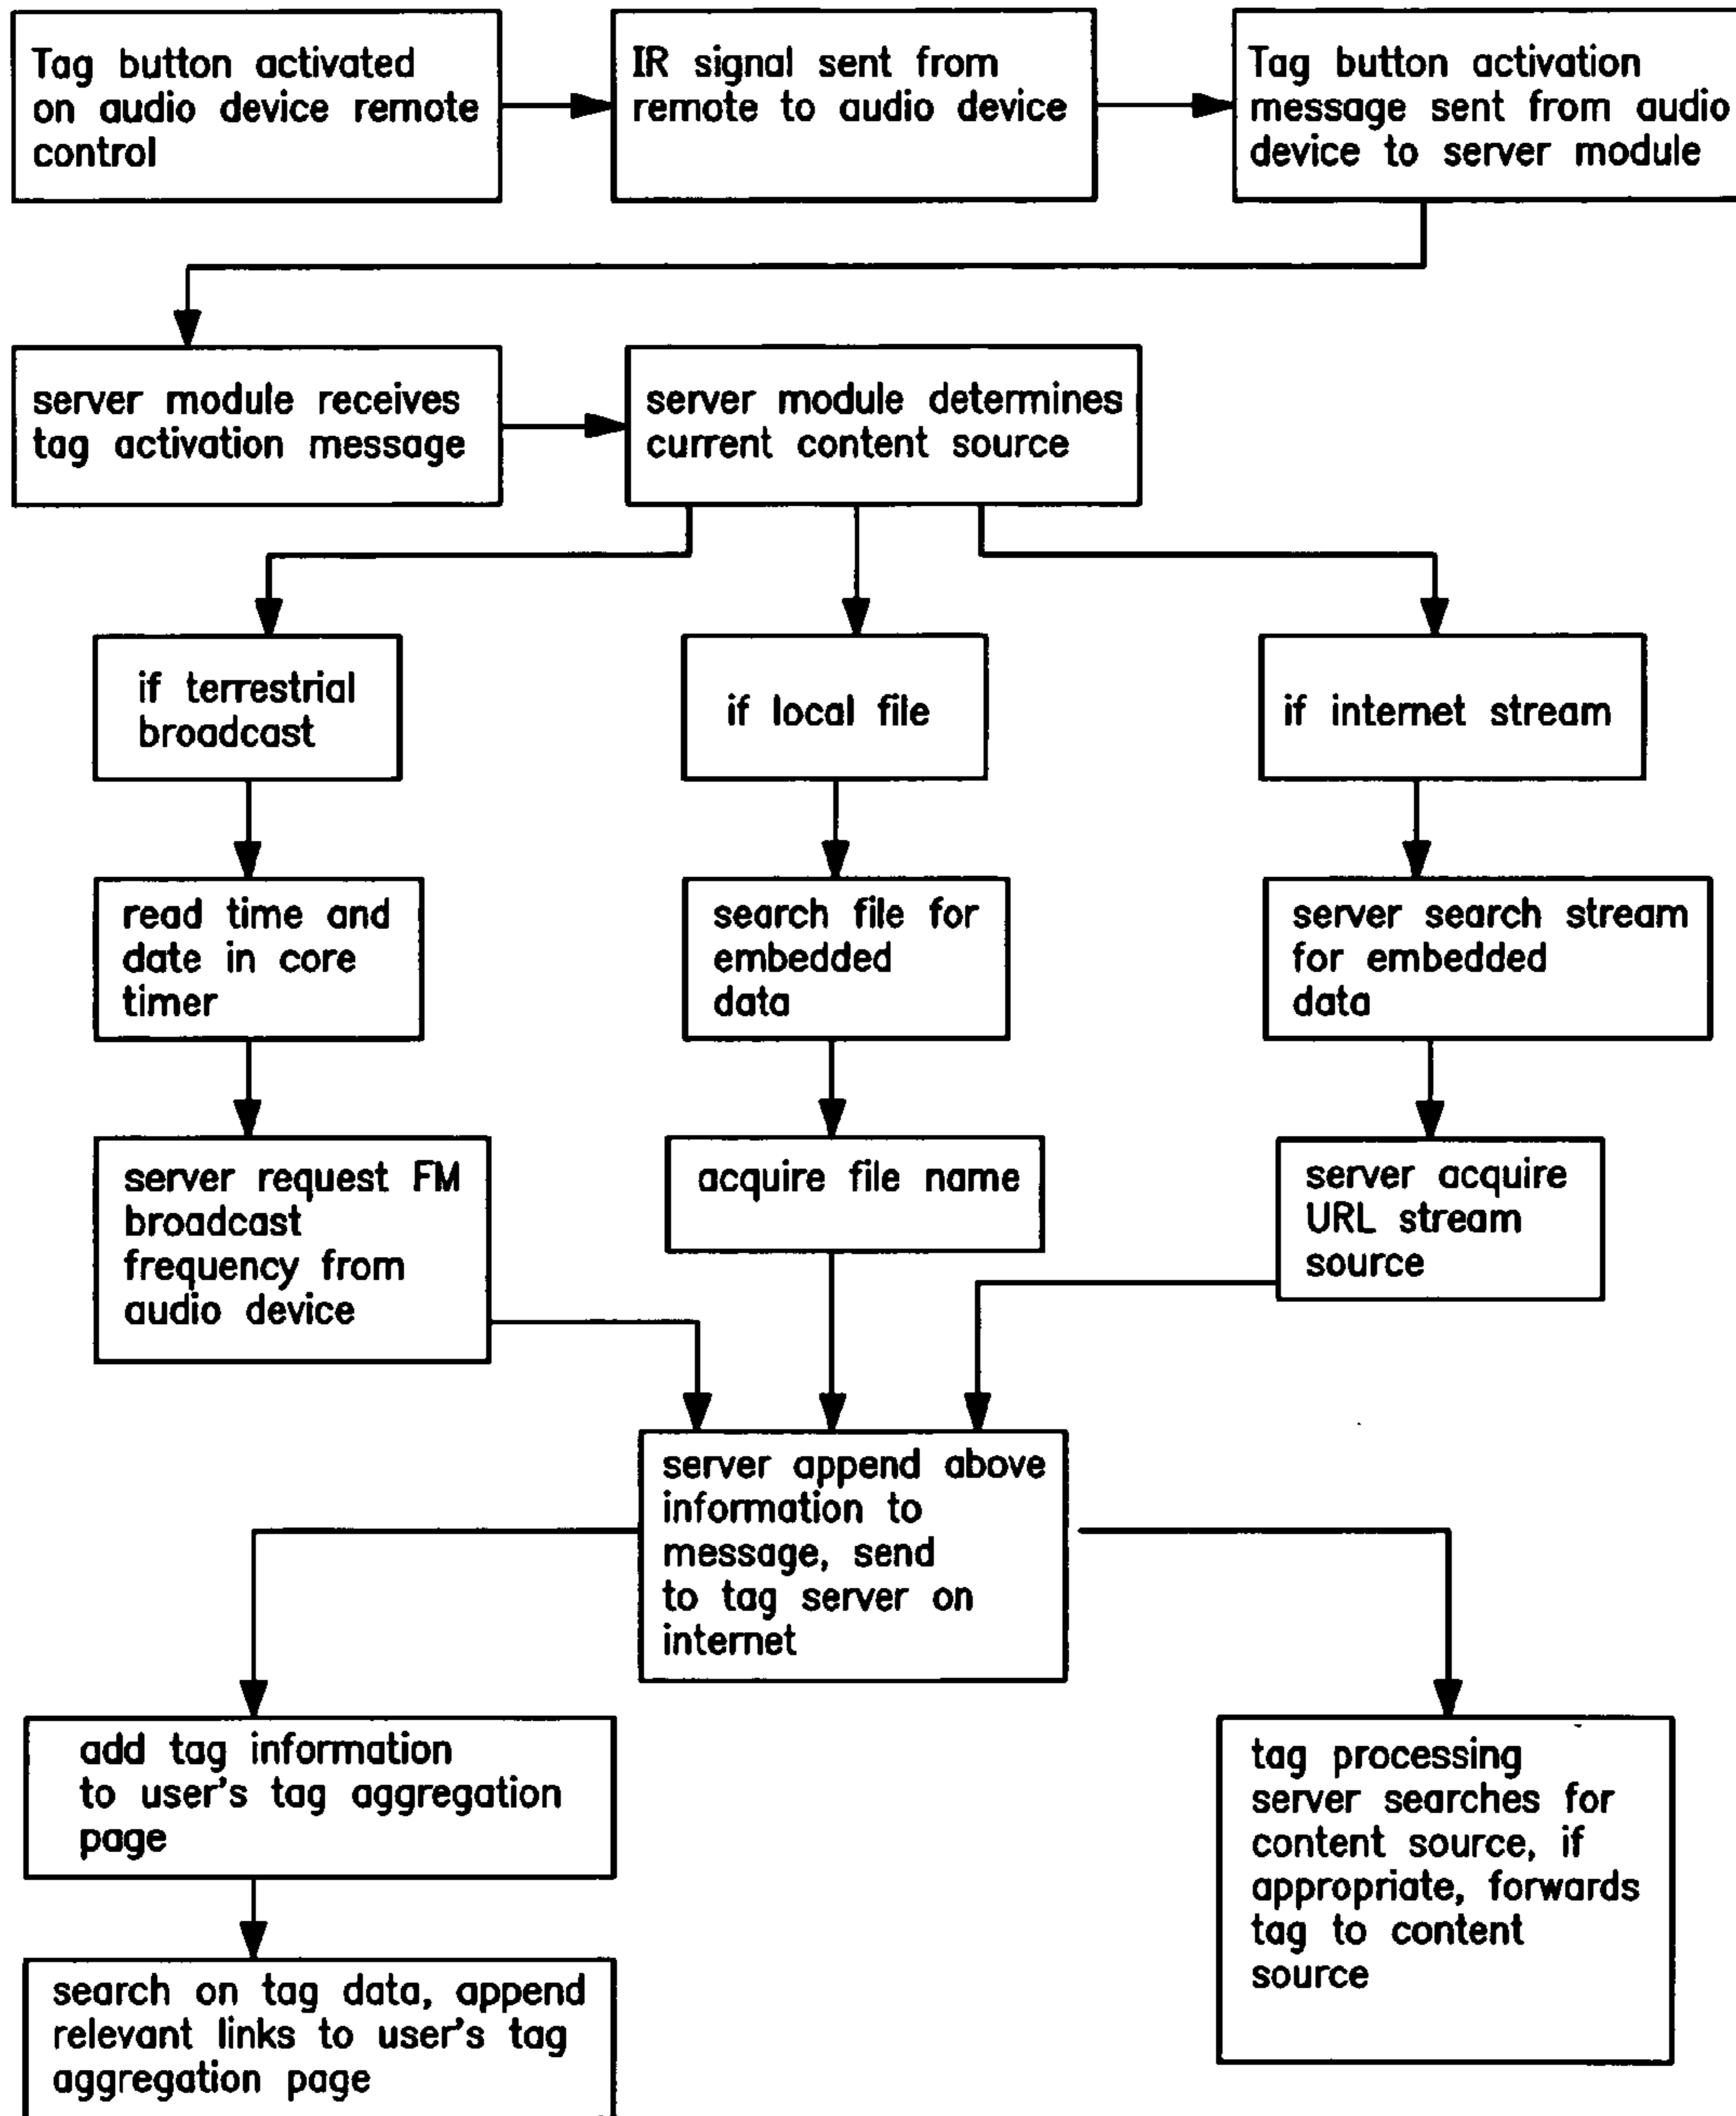 Tag button activated
on audio device remote
control
IR signal sent from
remote to audio device
Tag button activation
message sent from audio
device to server module
server module receives
tag activation message
server module determines
current content source
if terrestrial
broadcast
if local file
if internet stream
read time and
date in core
timer
search file for
embedded
data
server search stream
for embedded
data
server request FM
broadcast
frequency from
audio device
acquire file name
server acquire
URL stream
source
server append above
information to
message, send
to tag server on
internet
add tag information
to user's tag aggregation
page
tag processing
server searches for
content source, if
appropriate, forwards
tag to content
source
search on tag data, append
relevant links to user's tag
aggregation page